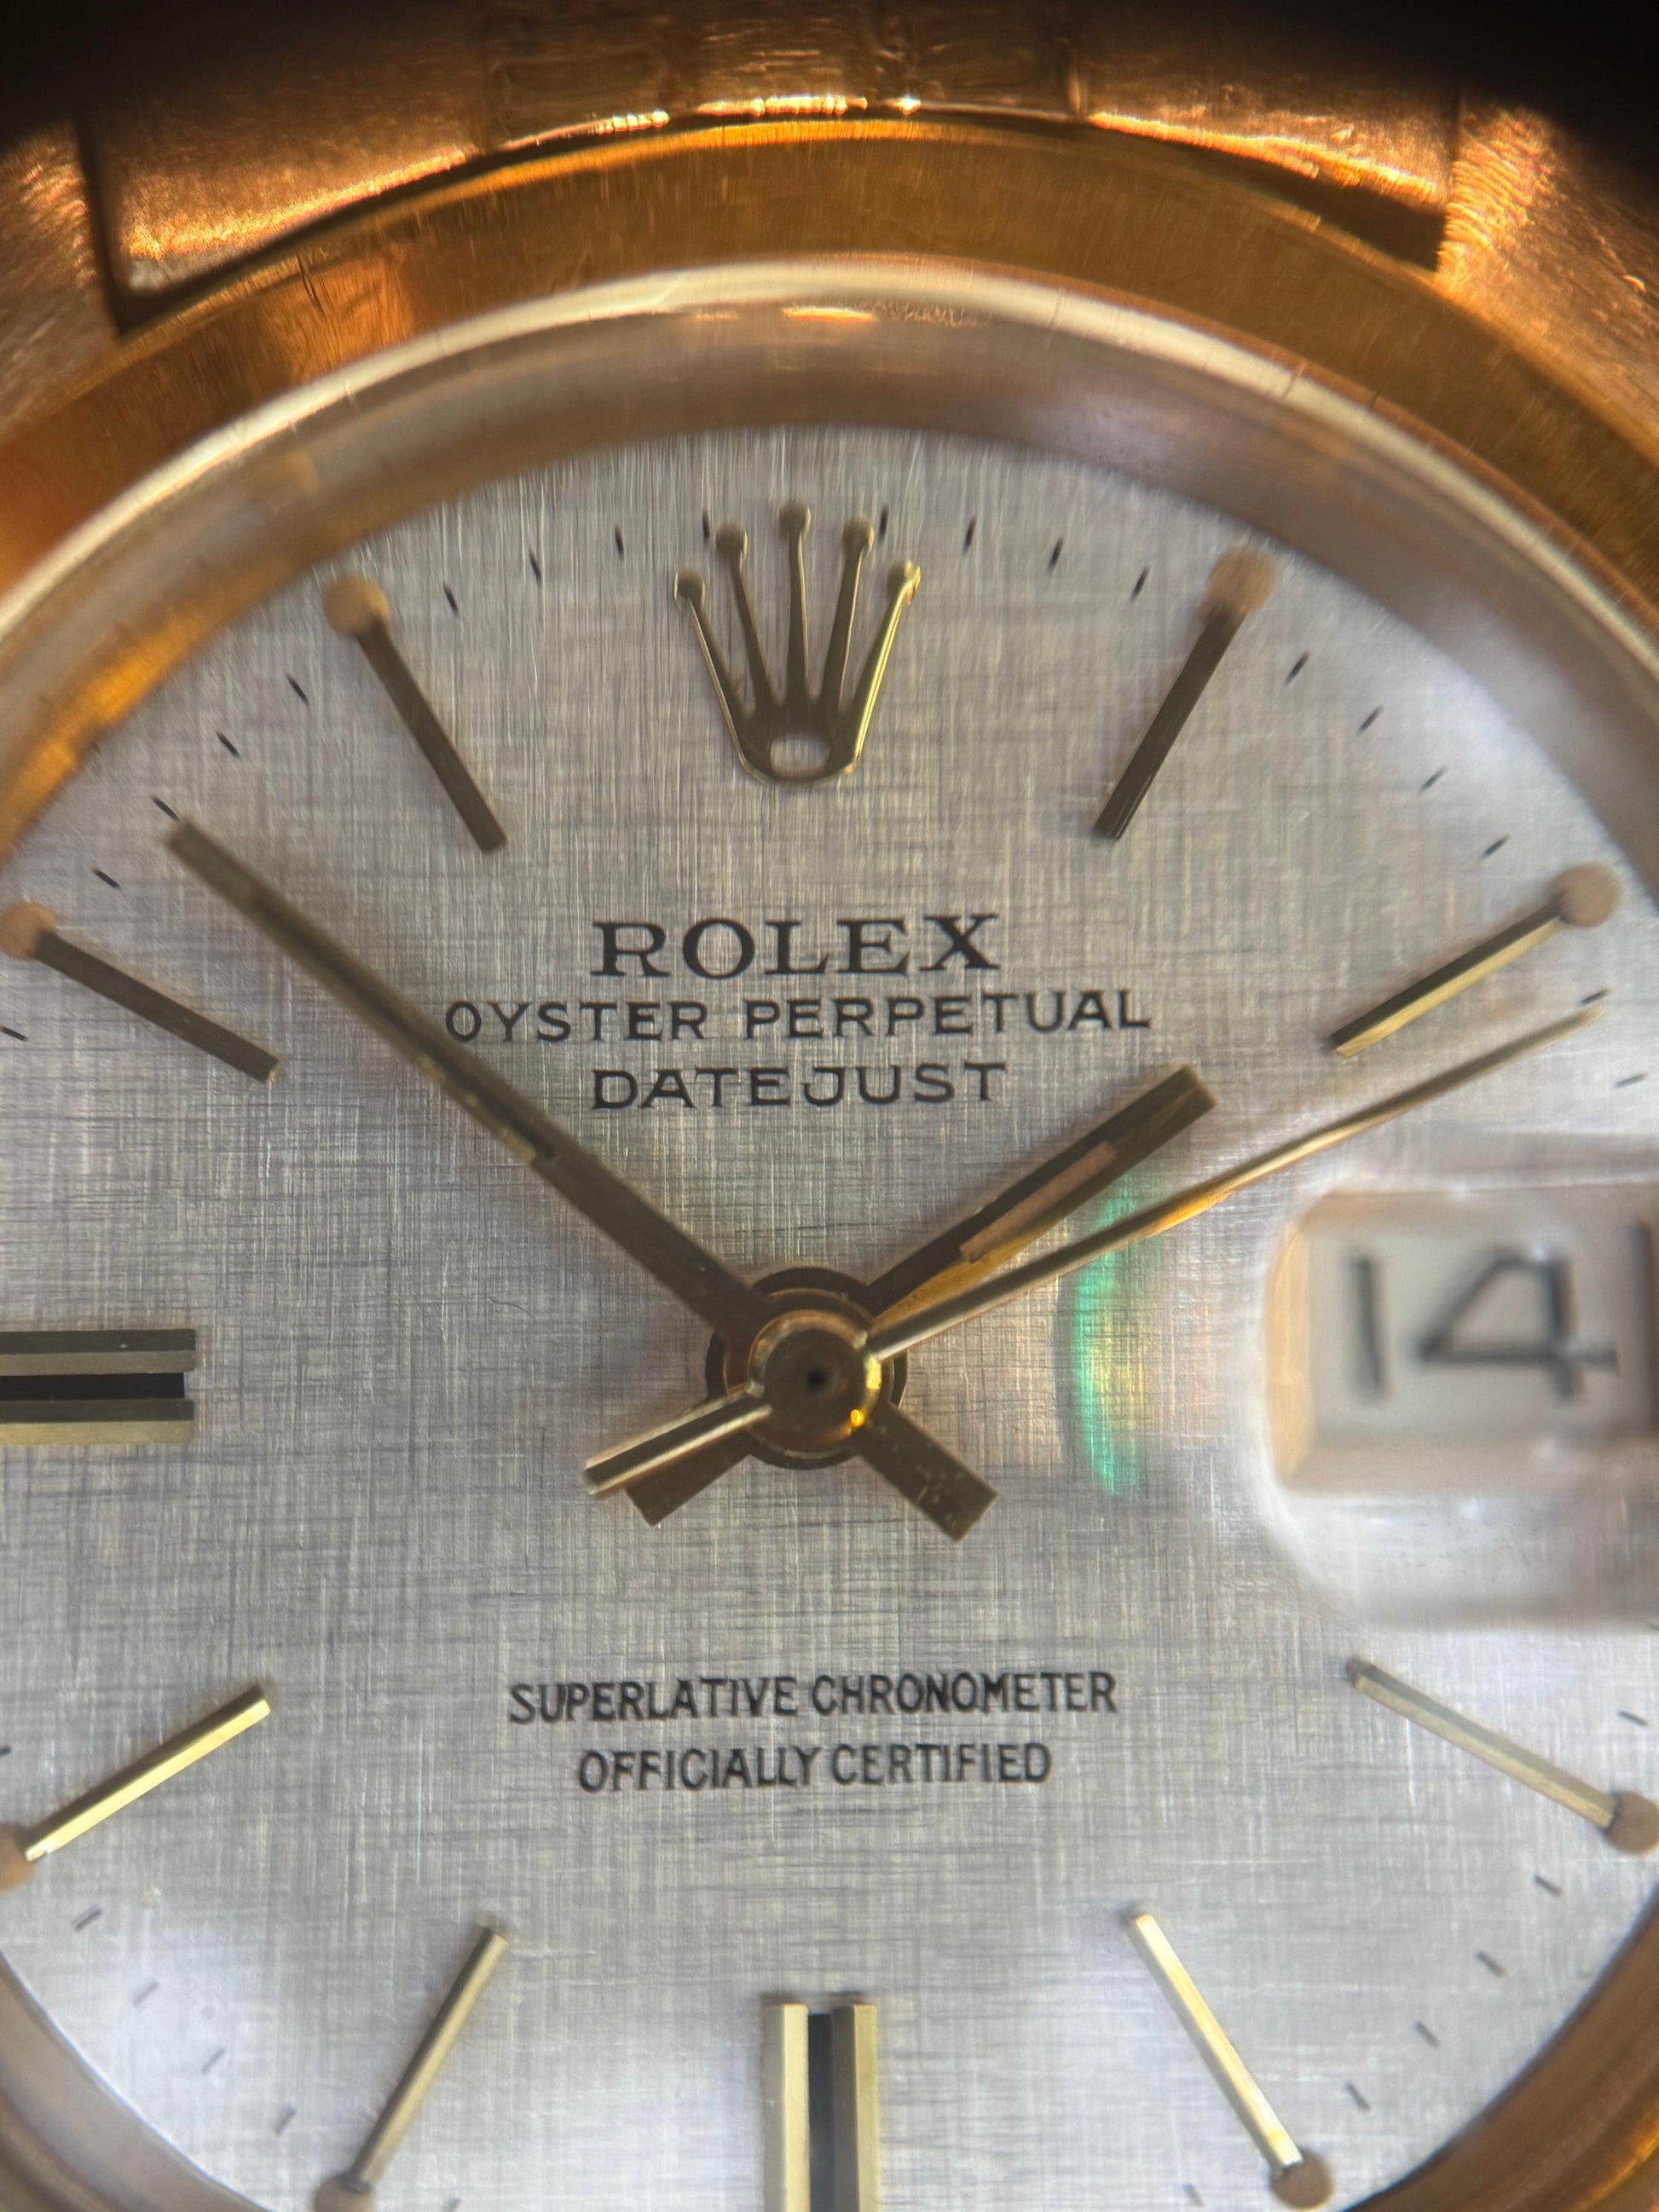 ROLEX
OYSTER PERPETUAL
DATEJUST
14
SUPERLATIVE CHRONOMETER
OFFICIALLY CERTIFIED